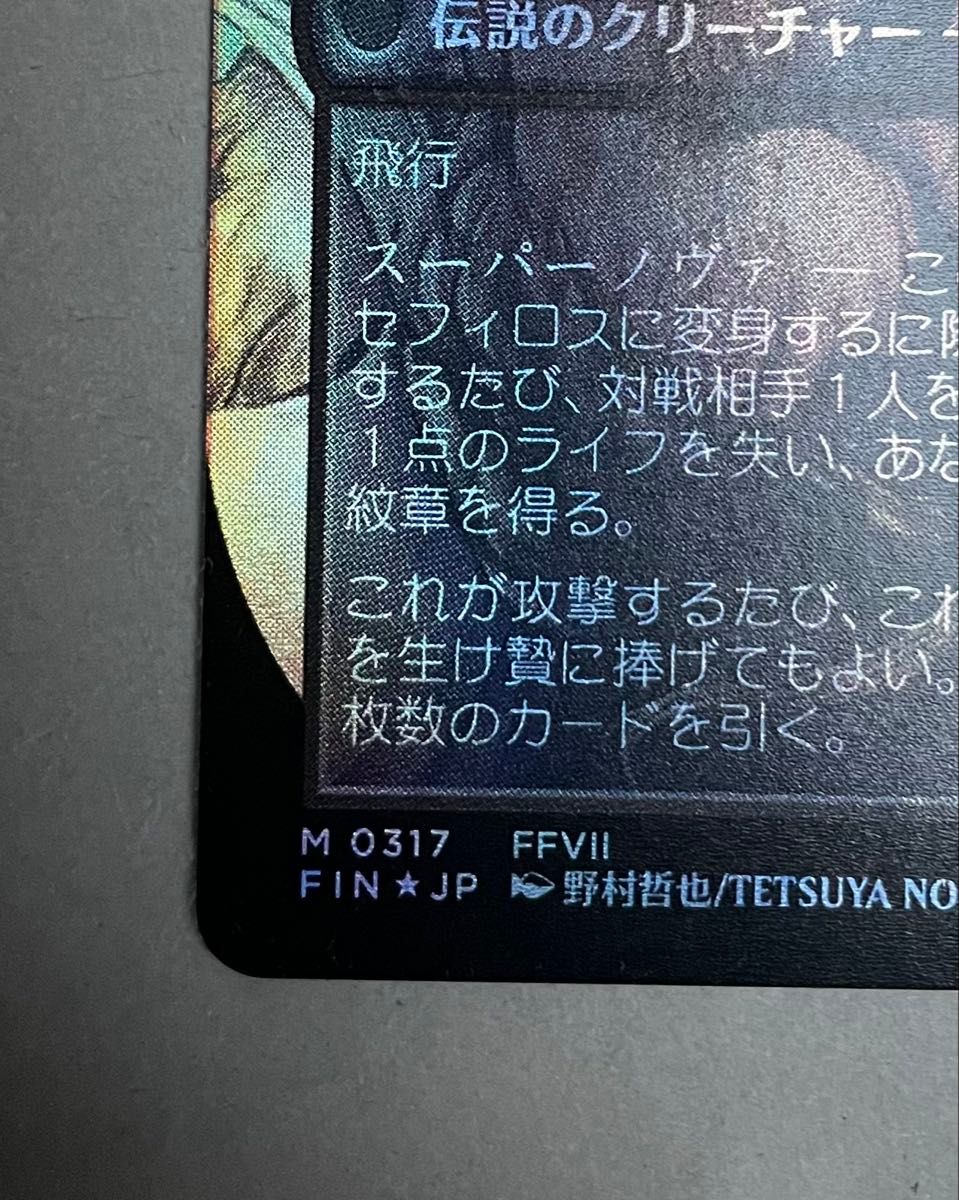 伝説のクリーチャー
飛行
スーパーノヴァ ― こ
セフィロスに変身するに際
するたび、対戦相手1人を
1点のライフを失い、あな
紋章を得る。
これが攻撃するたび、これ
を生け贄に捧げてもよい。
枚数のカードを引く。
M 0317 FFVII
FIN★JP 野村哲也/TETSUYA NO